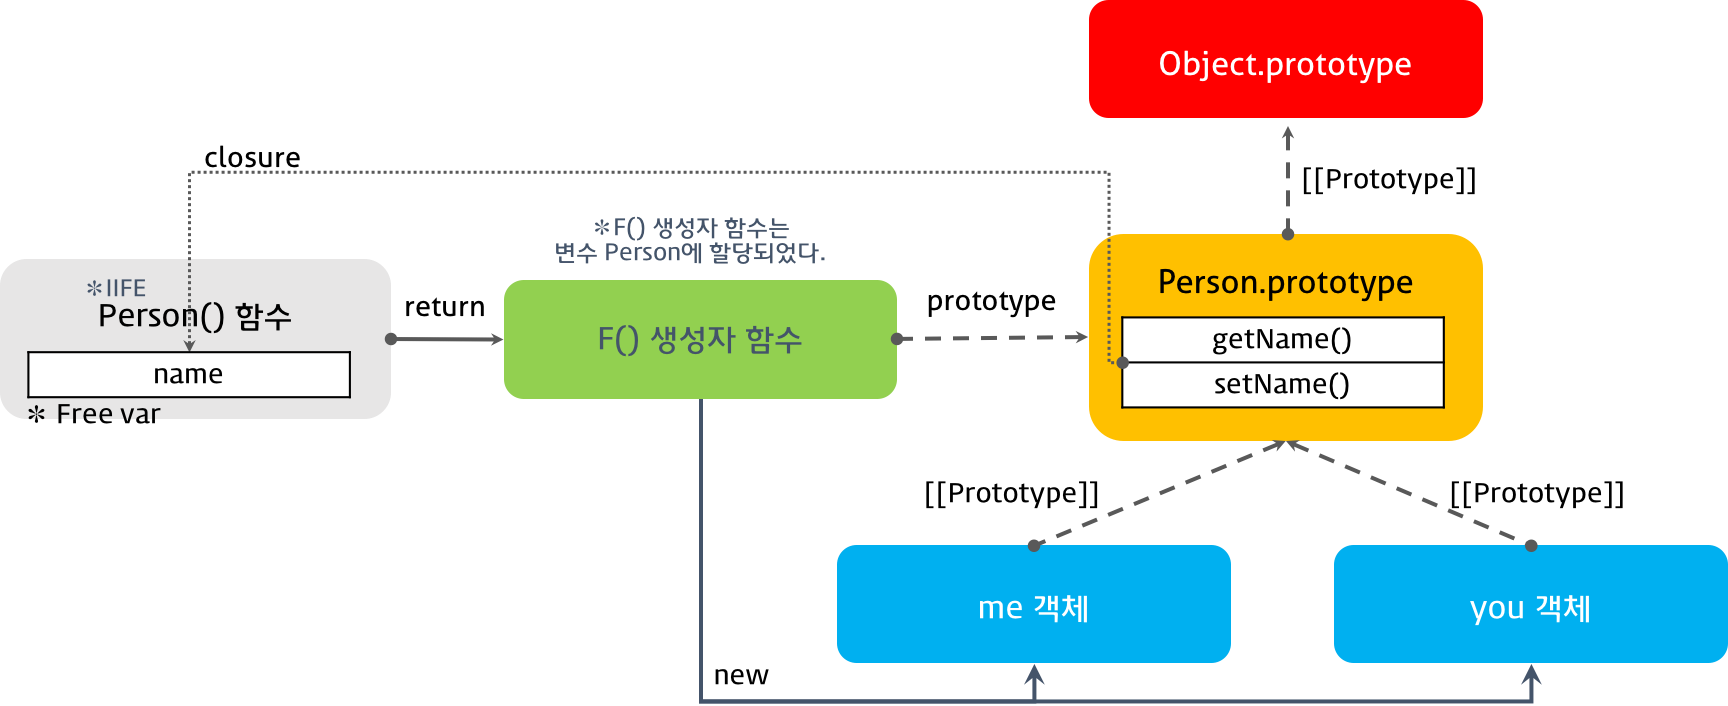 Object.prototype
closure
[[Prototype]]
✽F() 생성자 함수는
변수 Person에 할당되었다.
✽IIFE
Person() 함수
return
F() 생성자 함수
prototype
Person.prototype
getName()
setName()
name
✽ Free var
[[Prototype]]
[[Prototype]]
me 객체
you 객체
new